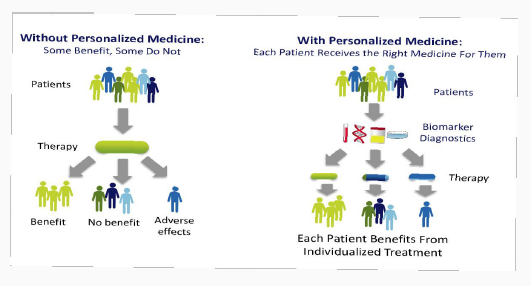 Without Personalized Medicine:
Some Benefit, Some Do Not
Patients
Therapy
Benefit
No benefit
Adverse
effects
With Personalized Medicine:
Each Patient Receives the Right Medicine For Them
Patients
Biomarker
Diagnostics
Therapy
Each Patient Benefits From
Individualized Treatment